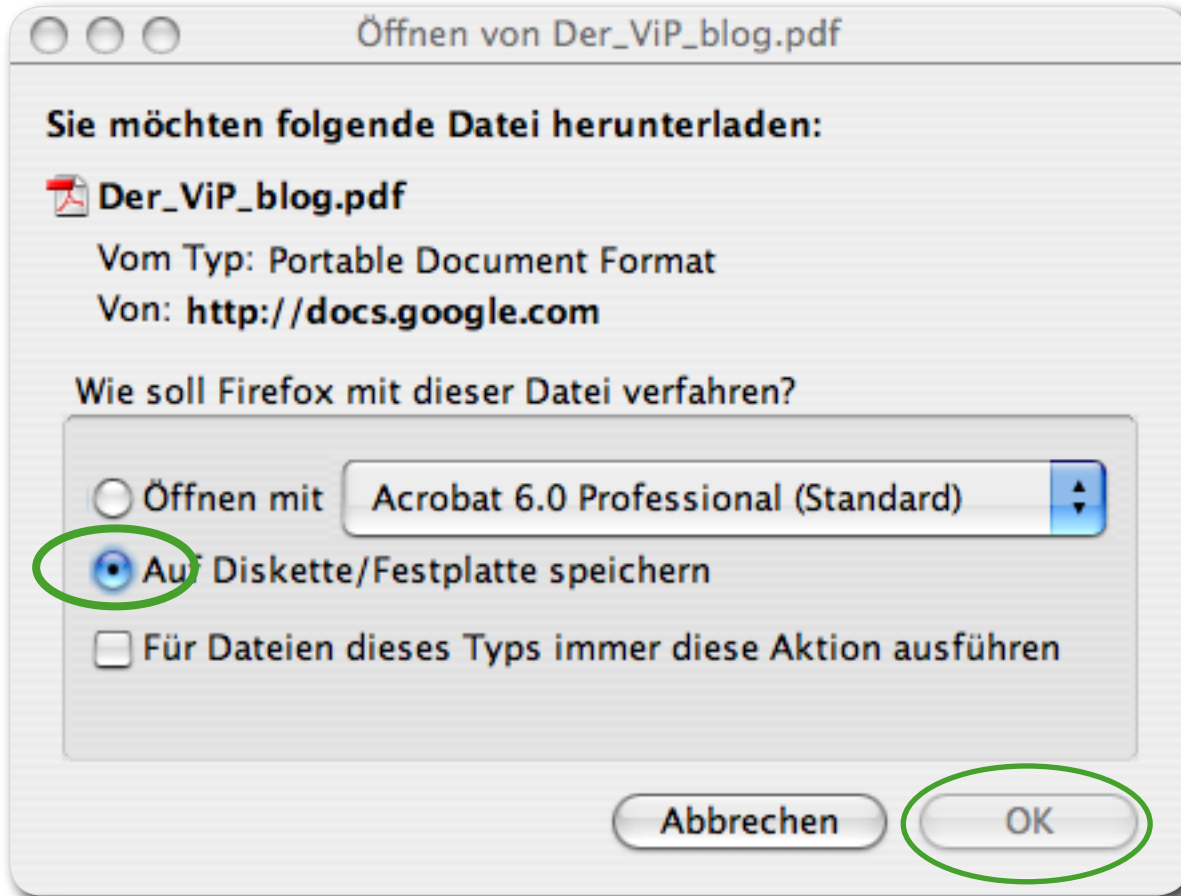 Öffnen von Der_ViP_blog.pdf
Sie möchten folgende Datei herunterladen:
Der_ViP_blog.pdf
Vom Typ: Portable Document Format
Von: http://docs.google.com
Wie soll Firefox mit dieser Datei verfahren?
Öffnen mit Acrobat 6.0 Professional (Standard)
Auf Diskette/Festplatte speichern
Für Dateien dieses Typs immer diese Aktion ausführen
Abbrechen OK